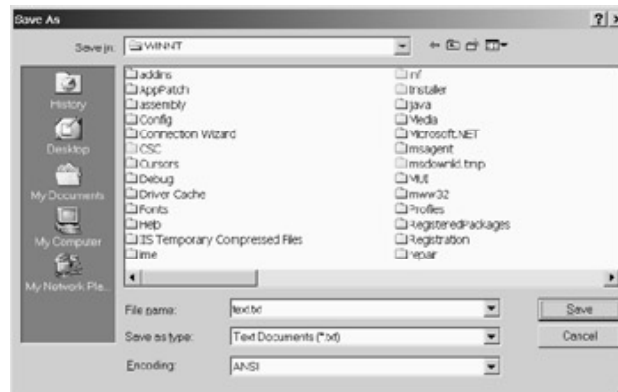 Save As
Save in: WINNT
History
Desktop
My Documents
My Computer
My Network Pla...
addins
AppPatch
assembly
Config
Connection Wizard
CSC
Cursors
Debug
Driver Cache
Fonts
Help
IIS Temporary Compressed Files
ime
inf
Installer
java
Media
Microsoft.NET
msagent
msdownld.tmp
MUI
mww32
Profiles
RegisteredPackages
Registration
repair
File name: text.txt
Save
Save as type: Text Documents (*.txt)
Cancel
Encoding: ANSI